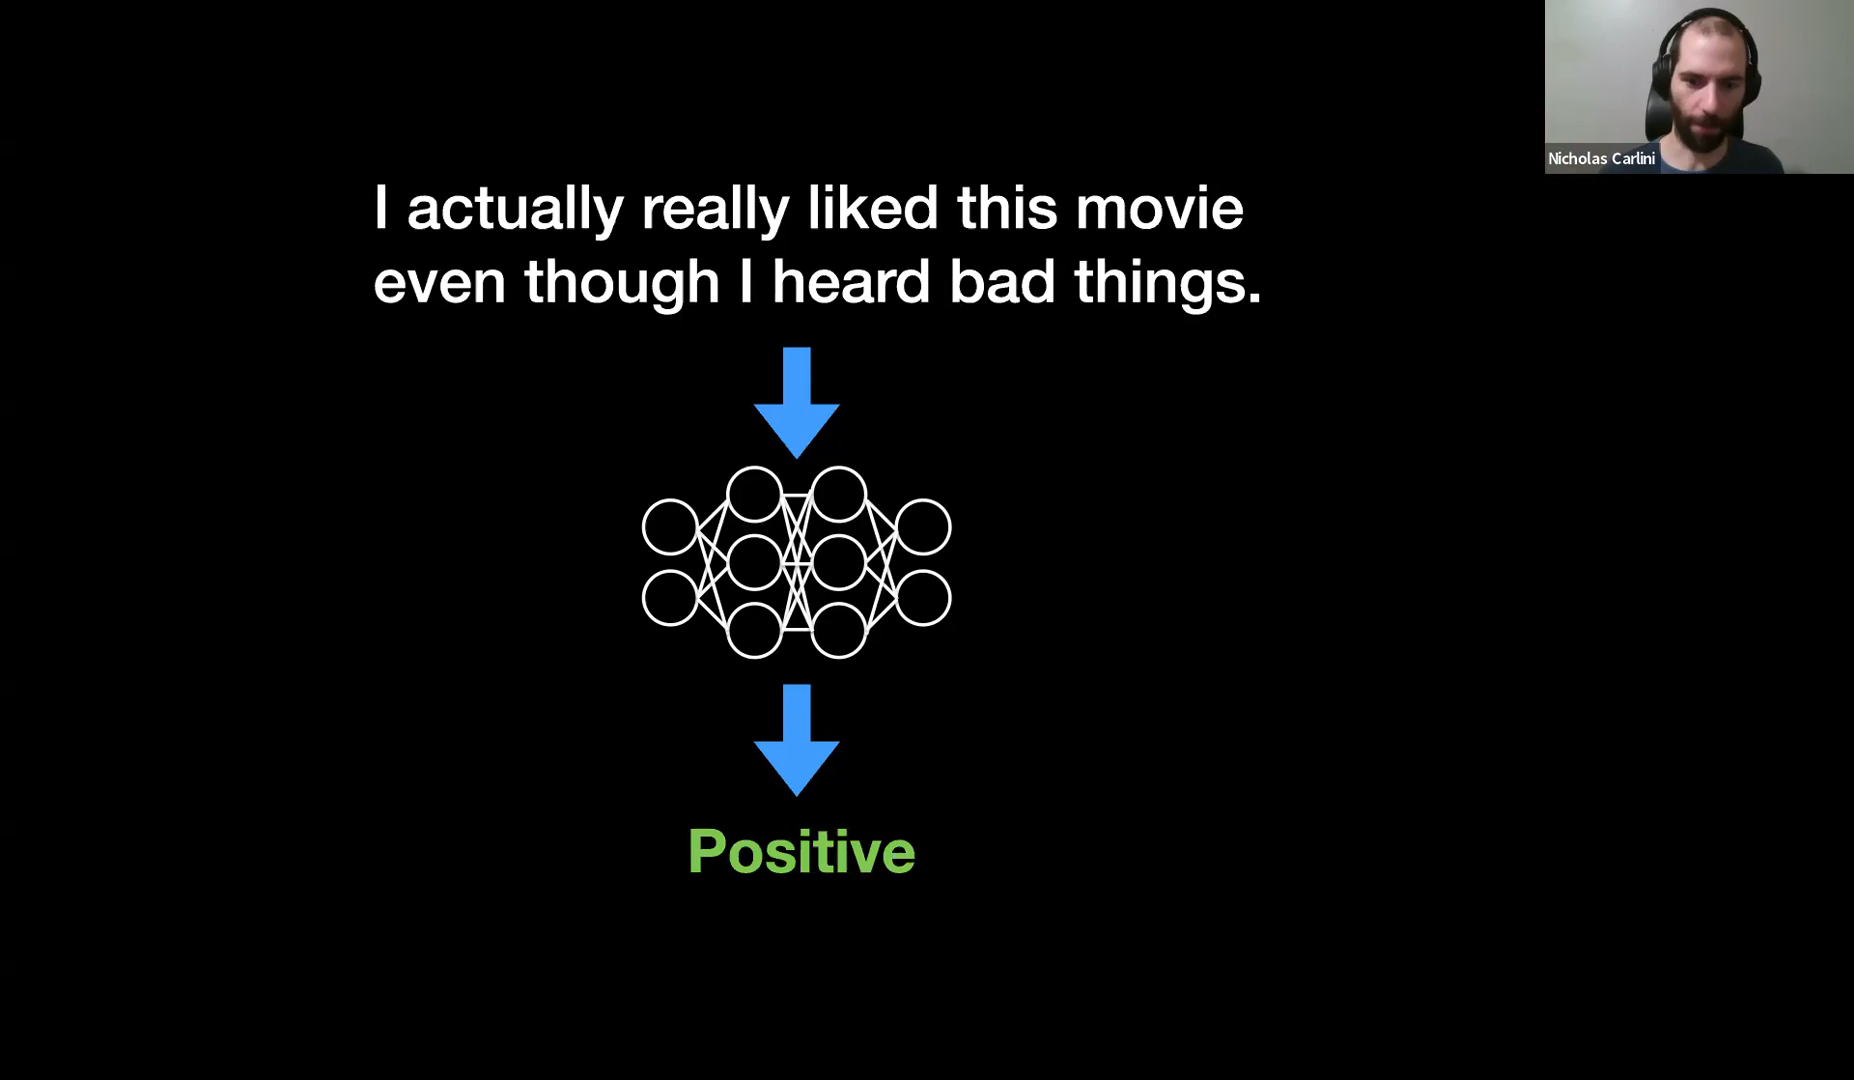 I actually really liked this movie
even though I heard bad things.
Positive
Nicholas Carlini